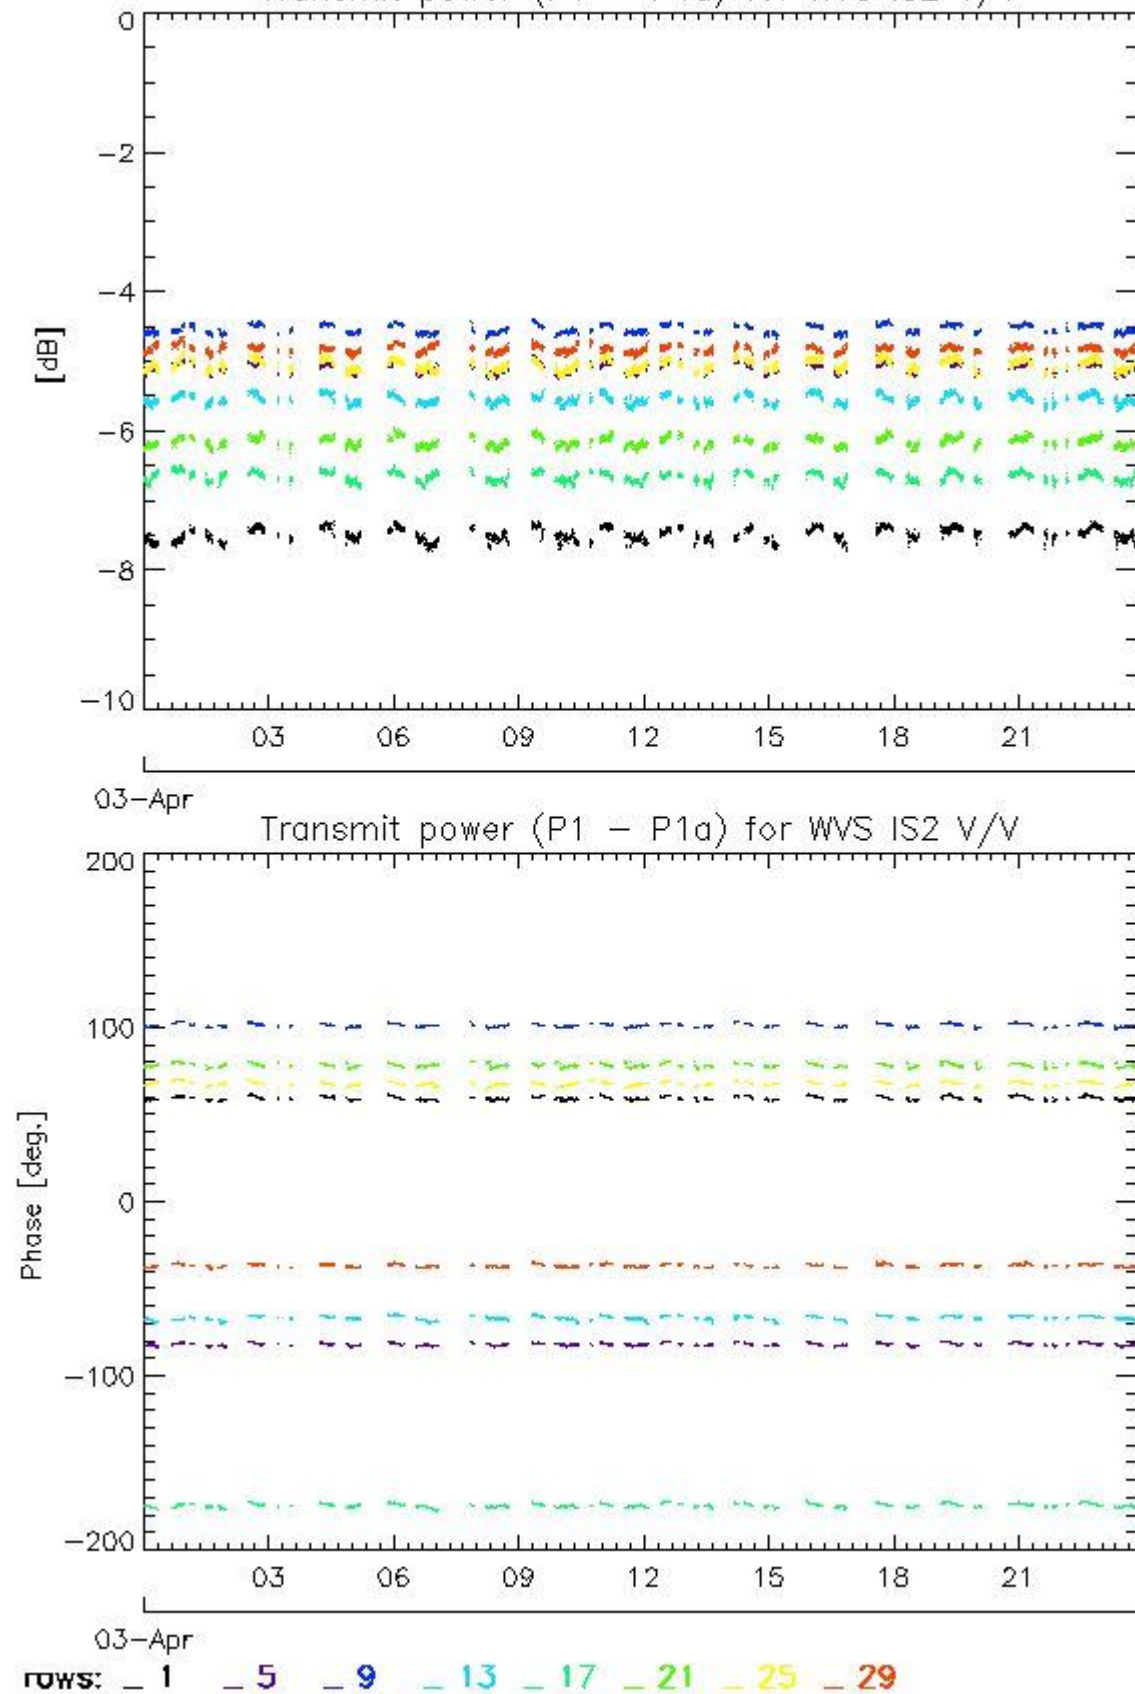 0
−2
−4
[dB]
−6
−8
−10
03 06 09 12 15 18 21
03-Apr
Transmit power (P1 − P1a) for WVS IS2 V/V
200
100
Phase [deg.]
0
−100
−200
03 06 09 12 15 18 21
03-Apr
rows: _ 1 _ 5 _ 9 _ 13 _ 17 _ 21 _ 25 _ 29